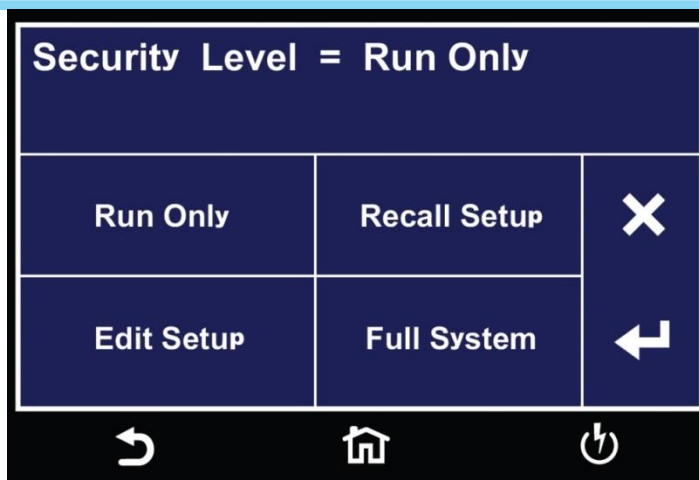 Security Level = Run Only
Run Only
Recall Setup
Edit Setup
Full System